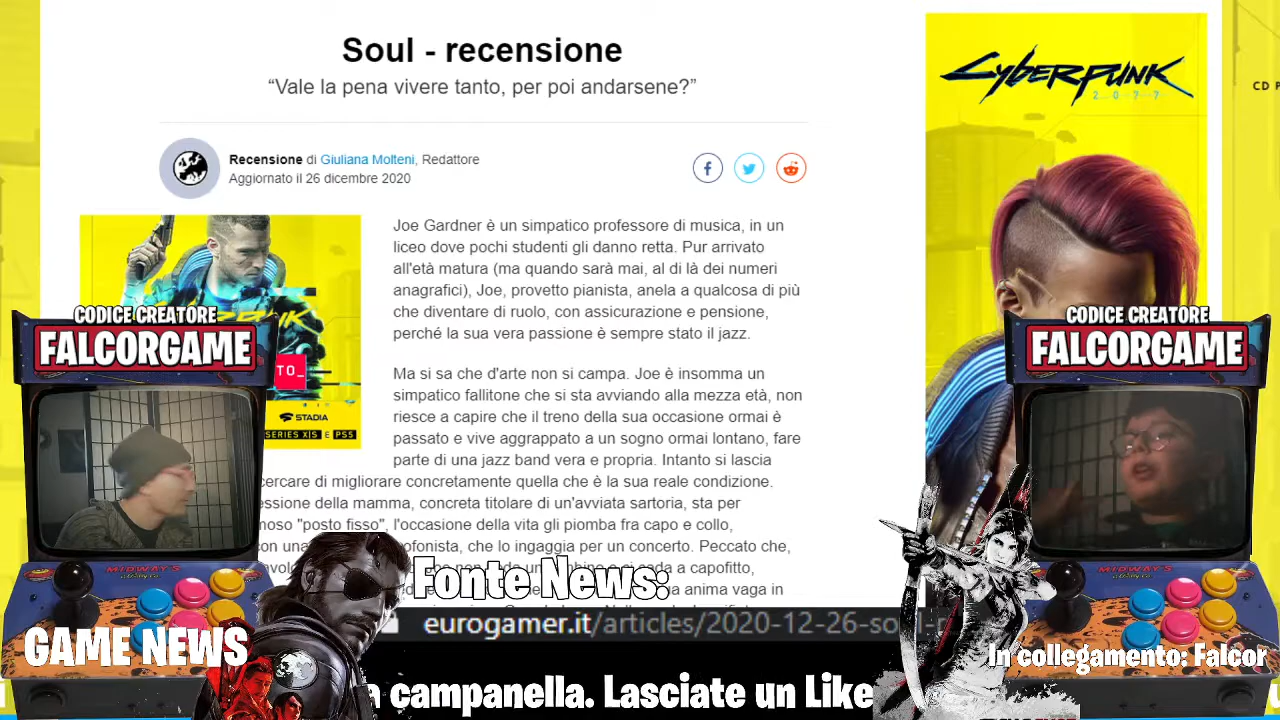 Soul - recensione
“Vale la pena vivere tanto, per poi andarsene?”
Recensione di Giuliana Molteni, Redattore
Aggiornato il 26 dicembre 2020
Joe Gardner è un simpatico professore di musica, in un
liceo dove pochi studenti gli danno retta. Pur arrivato
all'età matura (ma quando sarà mai, al di là dei numeri
anagrafici), Joe, provetto pianista, anela a qualcosa di più
che diventare di ruolo, con assicurazione e pensione,
perché la sua vera passione è sempre stato il jazz.
Ma si sa che d'arte non si campa. Joe è insomma un
simpatico fallitone che si sta avviando alla mezza età, non
riesce a capire che il treno della sua occasione ormai è
passato e vive aggrappato a un sogno ormai lontano, fare
parte di una jazz band vera e propria. Intanto si lascia
cercare di migliorare concretamente quella che è la sua reale condizione.
essione della mamma, concreta titolare di un'avviata sartoria, sta per
moso "posto fisso", l'occasione della vita gli piomba fra capo e collo,
con una ofonista, che lo ingaggia per un concerto. Peccato che,
cada a capofitto,
anima vaga in
CYBERPUNK
2077
CD P
TO_
STADIA
SERIES X|S E PS5
CODICE CREATORE
FALCORGAME
MIDWAY'S
GAME NEWS
Fonte News:
eurogamer.it/articles/2020-12-26-so
a campanella. Lasciate un Like
CODICE CREATORE
FALCORGAME
MIDWAY'S
In collegamento: Falcor